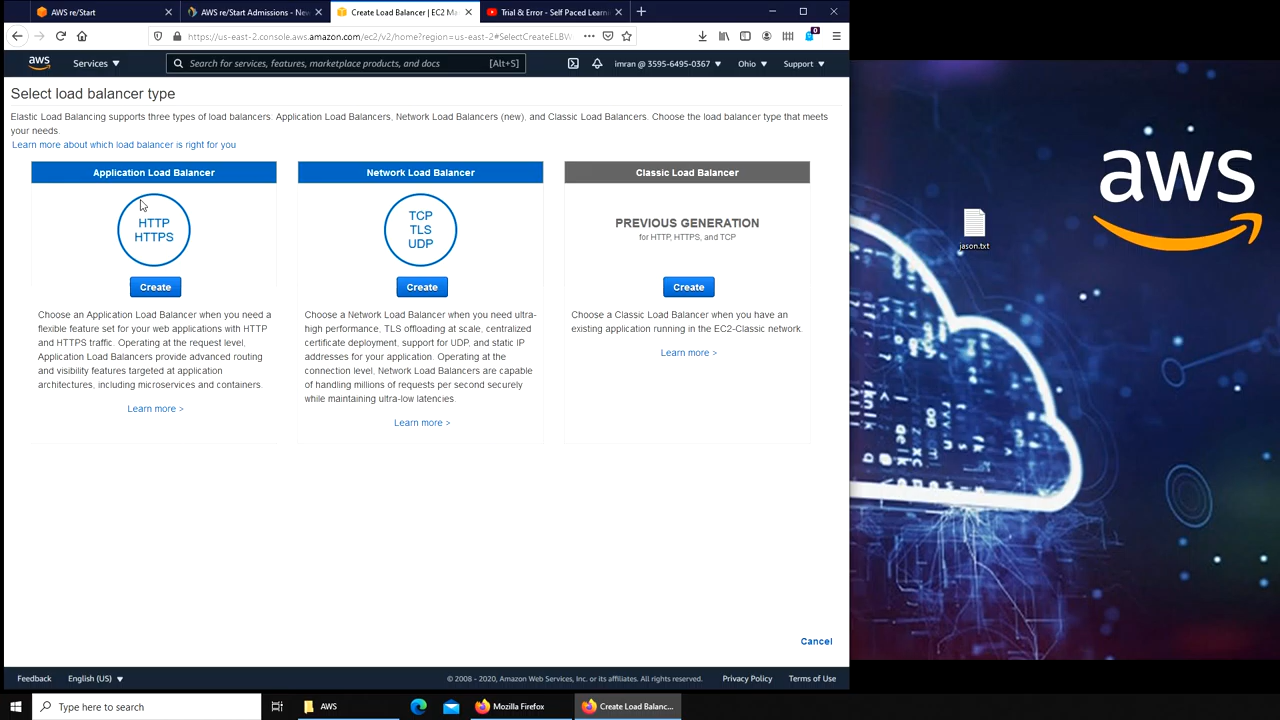 AWS re/Start
AWS re/Start Admissions - New
Create Load Balancer | EC2 Ma
Trial & Error - Self Paced Learni
https://us-east-2.console.aws.amazon.com/ec2/v2/home?region=us-east-2#SelectCreateELBW
0
aws
Services
Search for services, features, marketplace products, and docs
[Alt+S]
imran @ 3595-6495-0367
Ohio
Support
Select load balancer type
Elastic Load Balancing supports three types of load balancers. Application Load Balancers, Network Load Balancers (new), and Classic Load Balancers. Choose the load balancer type that meets
your needs.
Learn more about which load balancer is right for you
Application Load Balancer
HTTP
HTTPS
Create
Choose an Application Load Balancer when you need a
flexible feature set for your web applications with HTTP
and HTTPS traffic. Operating at the request level,
Application Load Balancers provide advanced routing
and visibility features targeted at application
architectures, including microservices and containers.
Learn more >
Network Load Balancer
TCP
TLS
UDP
Create
Choose a Network Load Balancer when you need ultra-
high performance, TLS offloading at scale, centralized
certificate deployment, support for UDP, and static IP
addresses for your application. Operating at the
connection level, Network Load Balancers are capable
of handling millions of requests per second securely
while maintaining ultra-low latencies.
Learn more >
Classic Load Balancer
PREVIOUS GENERATION
for HTTP, HTTPS, and TCP
Create
Choose a Classic Load Balancer when you have an
existing application running in the EC2-Classic network.
Learn more >
Cancel
Feedback
English (US)
© 2008 - 2020, Amazon Web Services, Inc. or its affiliates. All rights reserved.
Privacy Policy
Terms of Use
aws
jason.txt
Type here to search
AWS
Mozilla Firefox
Create Load Balanc...